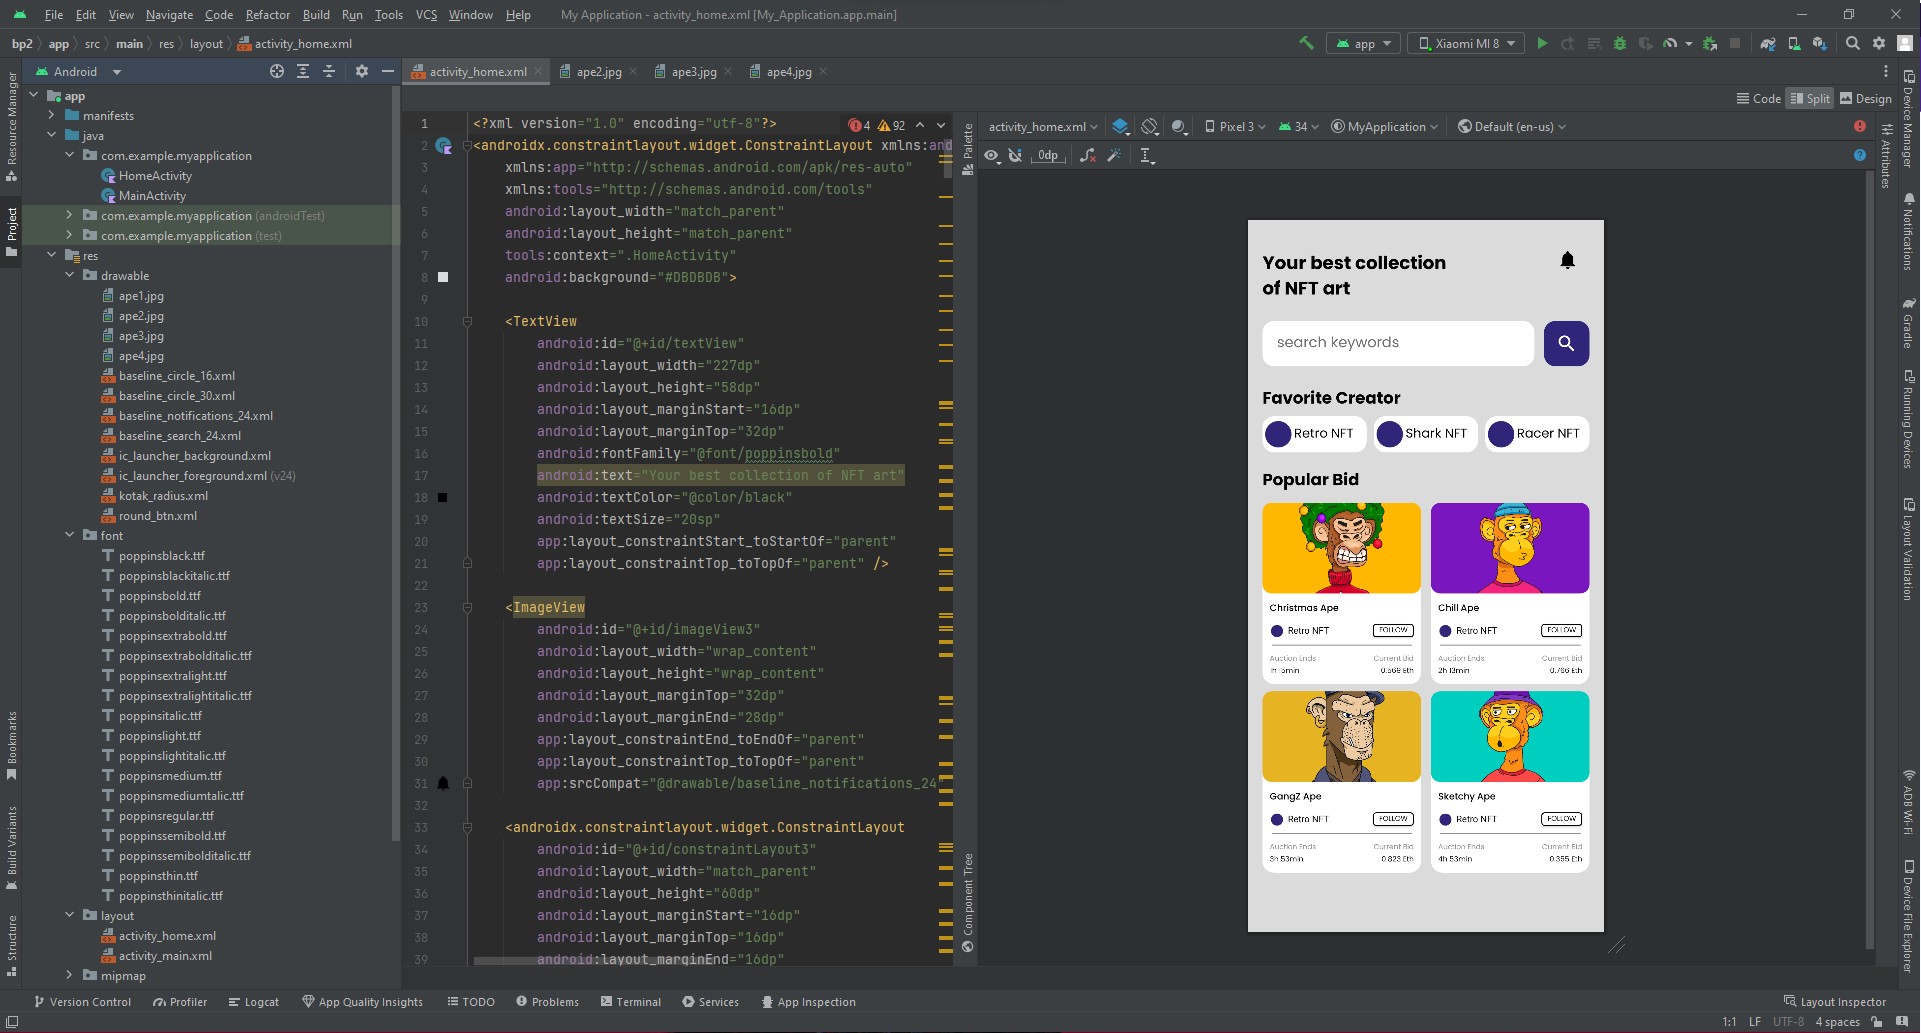 File Edit View Navigate Code Refactor Build Run Tools VCS Window Help My Application - activity_home.xml [My_Application.app.main]
bp2 app src main res layout activity_home.xml
app Xiaomi MI 8
Android
activity_home.xml ape2.jpg ape3.jpg ape4.jpg
Code Split Design
Resource Manager
Project
Bookmarks
Build Variants
Structure
app
manifests
java
com.example.myapplication
HomeActivity
MainActivity
com.example.myapplication (androidTest)
com.example.myapplication (test)
res
drawable
ape1.jpg
ape2.jpg
ape3.jpg
ape4.jpg
baseline_circle_16.xml
baseline_circle_30.xml
baseline_notifications_24.xml
baseline_search_24.xml
ic_launcher_background.xml
ic_launcher_foreground.xml (v24)
kotak_radius.xml
round_btn.xml
font
poppinsblack.ttf
poppinsblackitalic.ttf
poppinsbold.ttf
poppinsbolditalic.ttf
poppinsextrabold.ttf
poppinsextrabolditalic.ttf
poppinsextralight.ttf
poppinsextralightitalic.ttf
poppinsitalic.ttf
poppinslight.ttf
poppinslightitalic.ttf
poppinsmedium.ttf
poppinsmediumtalic.ttf
poppinsregular.ttf
poppinssemibold.ttf
poppinssemibolditalic.ttf
poppinsthin.ttf
poppinsthinitalic.ttf
layout
activity_home.xml
activity_main.xml
mipmap
4 92
1 <?xml version="1.0" encoding="utf-8"?>
2 <androidx.constraintlayout.widget.ConstraintLayout xmlns:and
3 xmlns:app="http://schemas.android.com/apk/res-auto"
4 xmlns:tools="http://schemas.android.com/tools"
5 android:layout_width="match_parent"
6 android:layout_height="match_parent"
7 tools:context=".HomeActivity"
8 android:background="#DBDBDB">
9
10 <TextView
11 android:id="@+id/textView"
12 android:layout_width="227dp"
13 android:layout_height="58dp"
14 android:layout_marginStart="16dp"
15 android:layout_marginTop="32dp"
16 android:fontFamily="@font/poppinsbold"
17 android:text="Your best collection of NFT art"
18 android:textColor="@color/black"
19 android:textSize="20sp"
20 app:layout_constraintStart_toStartOf="parent"
21 app:layout_constraintTop_toTopOf="parent" />
22
23 <ImageView
24 android:id="@+id/imageView3"
25 android:layout_width="wrap_content"
26 android:layout_height="wrap_content"
27 android:layout_marginTop="32dp"
28 android:layout_marginEnd="28dp"
29 app:layout_constraintEnd_toEndOf="parent"
30 app:layout_constraintTop_toTopOf="parent"
31 app:srcCompat="@drawable/baseline_notifications_24"
32
33 <androidx.constraintlayout.widget.ConstraintLayout
34 android:id="@+id/constraintLayout3"
35 android:layout_width="match_parent"
36 android:layout_height="60dp"
37 android:layout_marginStart="16dp"
38 android:layout_marginTop="16dp"
39 android:layout_marginEnd="16dp"
Palette
Component Tree
activity_home.xml Pixel 3 34 MyApplication Default (en-us)
0dp
Your best collection
of NFT art
search keywords
Favorite Creator
Retro NFT Shark NFT Racer NFT
Popular Bid
Christmas Ape Chill Ape
Retro NFT FOLLOW Retro NFT FOLLOW
Auction Ends Current Bid Auction Ends Current Bid
1h 15min 0.569 Eth 2h 13min 0.766 Eth
GangZ Ape Sketchy Ape
Retro NFT FOLLOW Retro NFT FOLLOW
Auction Ends Current Bid Auction Ends Current Bid
3h 53min 0.823 Eth 4h 53min 0.355 Eth
Attributes
Device Manager
Notifications
Gradle
Running Devices
Layout Validation
ADB Wi-Fi
Device File Explorer
Version Control Profiler Logcat App Quality Insights TODO Problems Terminal Services App Inspection Layout Inspector
1:1 LF UTF-8 4 spaces